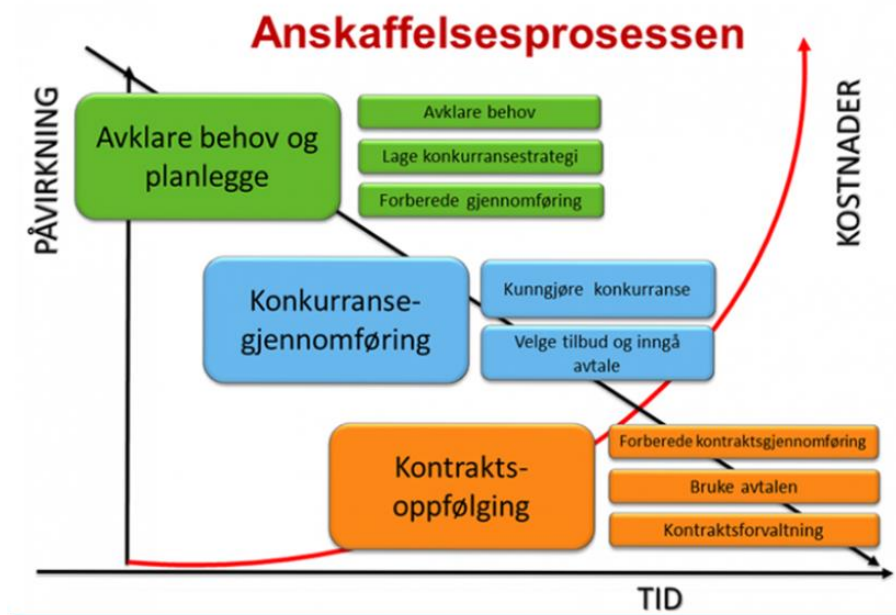 Anskaffelsesprosessen
PÅVIRKNING
KOSTNADER
Avklare behov og
planlegge
Avklare behov
Lage konkurransestrategi
Forberede gjennomføring
Konkurranse-
gjennomføring
Kunngjøre konkurranse
Velge tilbud og inngå
avtale
Kontrakts-
oppfølging
Forberede kontraktsgjennomføring
Bruke avtalen
Kontraktsforvaltning
TID